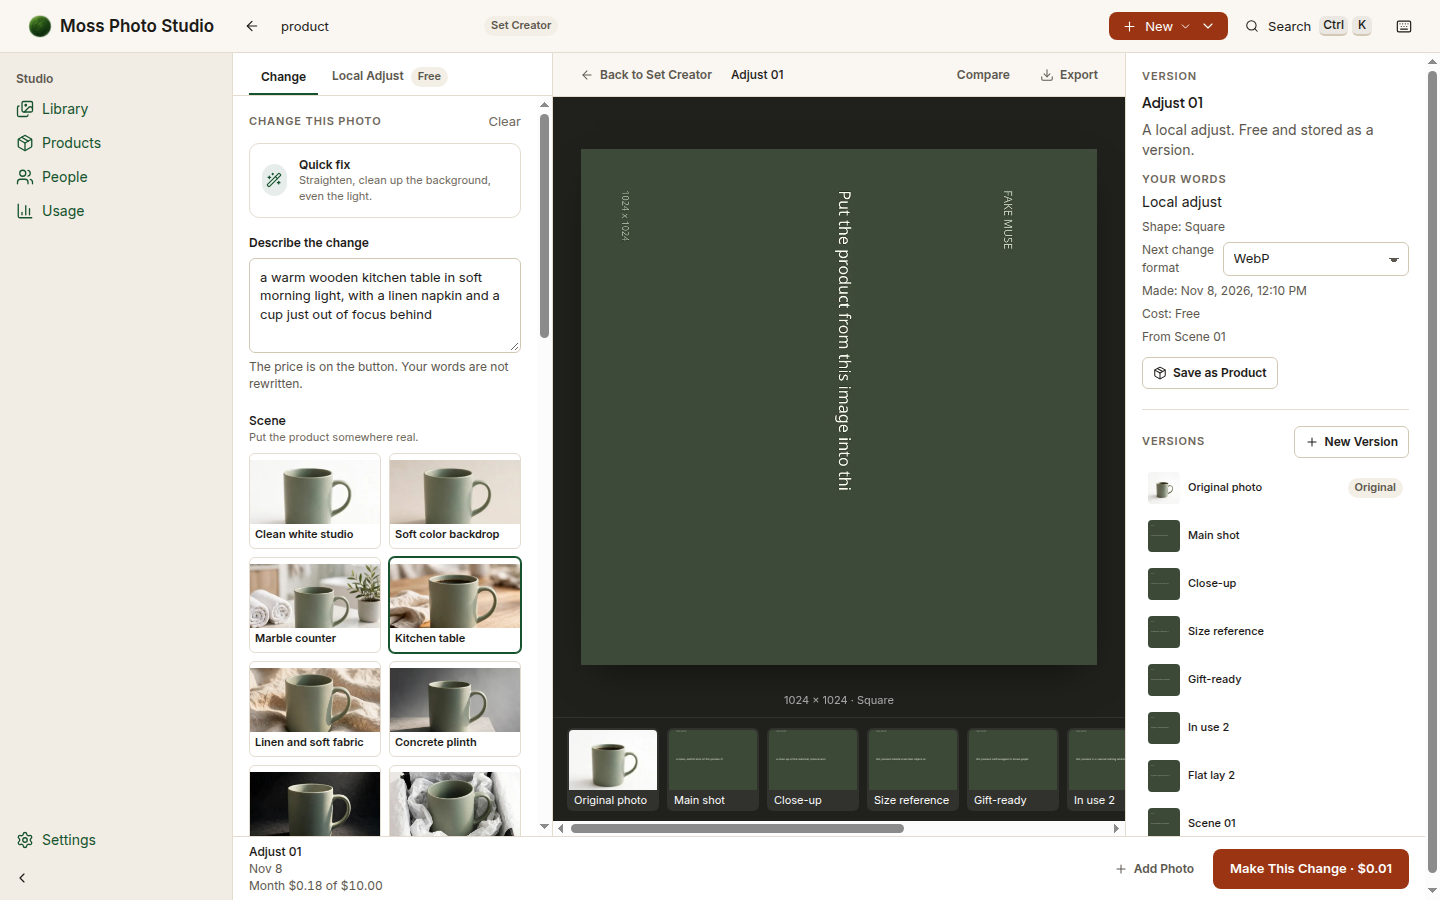 Moss Photo Studio
product
Set Creator
New
Search
Ctrl
K
Studio
Library
Products
People
Usage
Settings
Change
Local Adjust
Free
CHANGE THIS PHOTO
Clear
Quick fix
Straighten, clean up the background,
even the light.
Describe the change
a warm wooden kitchen table in soft
morning light, with a linen napkin and a
cup just out of focus behind
The price is on the button. Your words are not
rewritten.
Scene
Put the product somewhere real.
Clean white studio
Soft color backdrop
Marble counter
Kitchen table
Linen and soft fabric
Concrete plinth
Back to Set Creator
Adjust 01
Compare
Export
FAKE MUSE
Put the product from this image into thi
1024 x 1024
1024 × 1024 · Square
Original photo
Main shot
Close-up
Size reference
Gift-ready
In use 2
VERSION
Adjust 01
A local adjust. Free and stored as a
version.
YOUR WORDS
Local adjust
Shape: Square
Next change
format
WebP
Made: Nov 8, 2026, 12:10 PM
Cost: Free
From Scene 01
Save as Product
VERSIONS
New Version
Original photo
Original
Main shot
Close-up
Size reference
Gift-ready
In use 2
Flat lay 2
Scene 01
Adjust 01
Nov 8
Month $0.18 of $10.00
Add Photo
Make This Change · $0.01